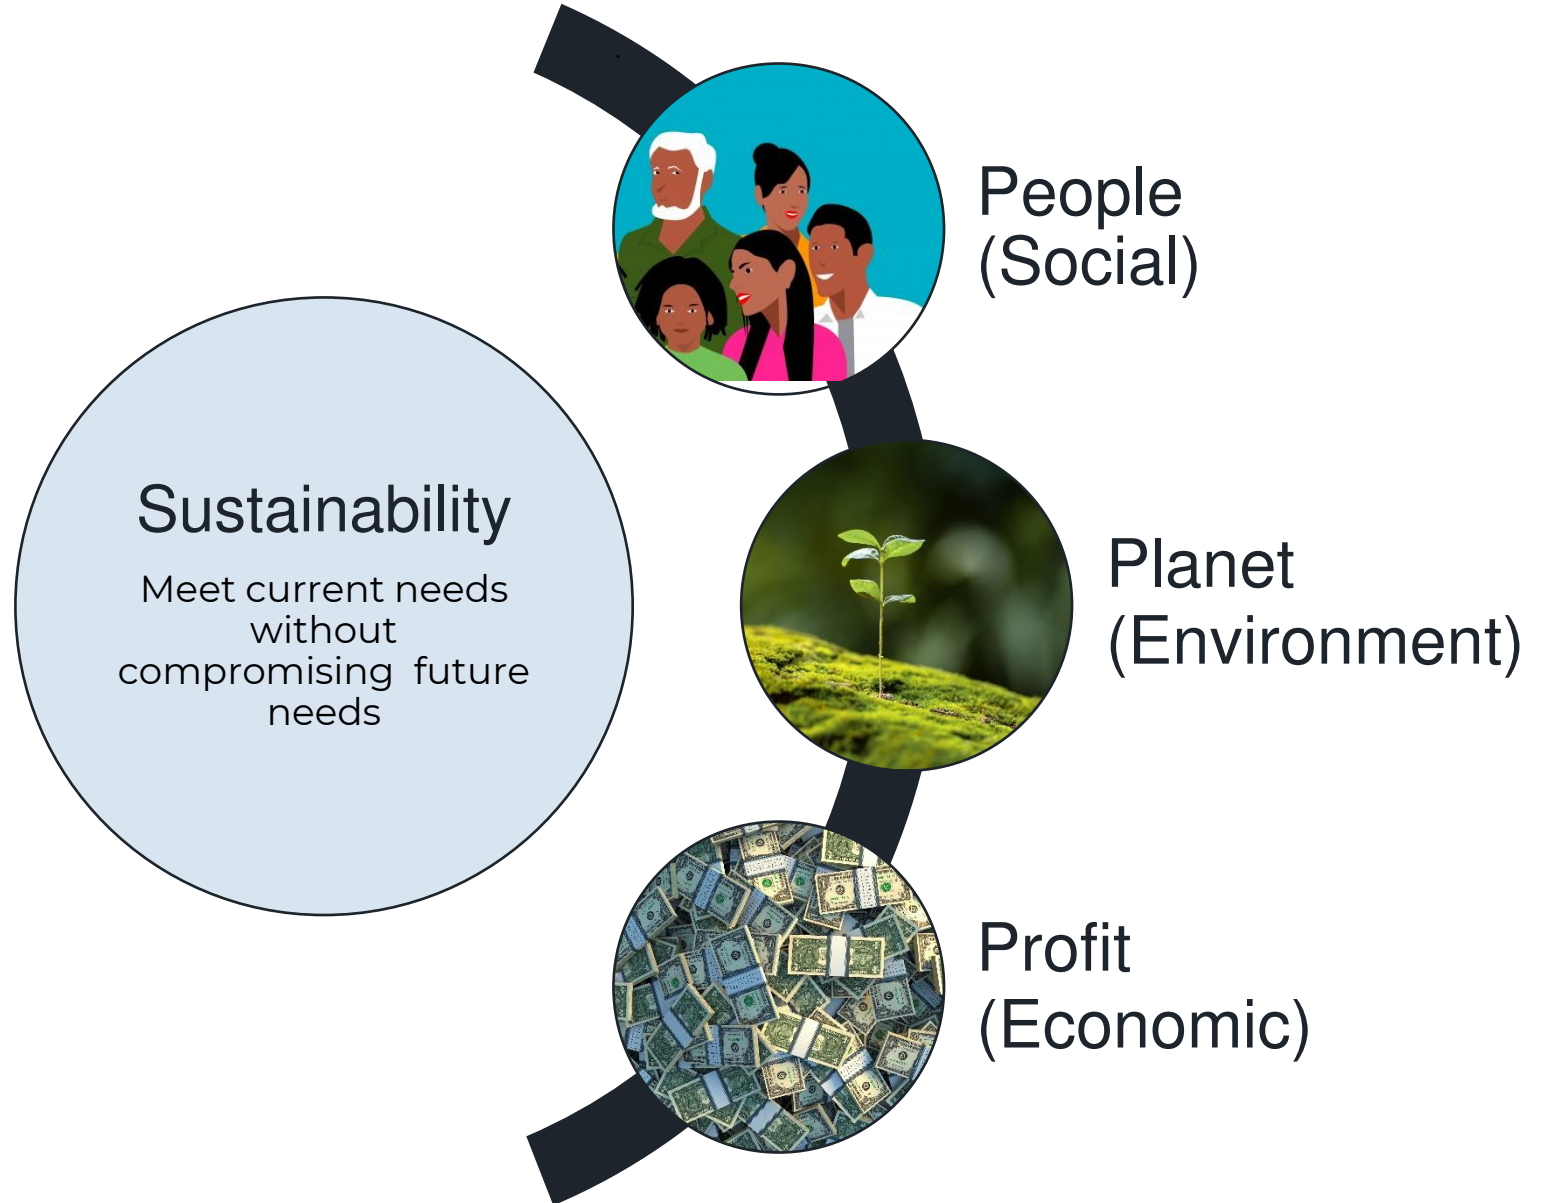 People
(Social)
Sustainability
Meet current needs
without
compromising future
needs
Planet
(Environment)
Profit
(Economic)